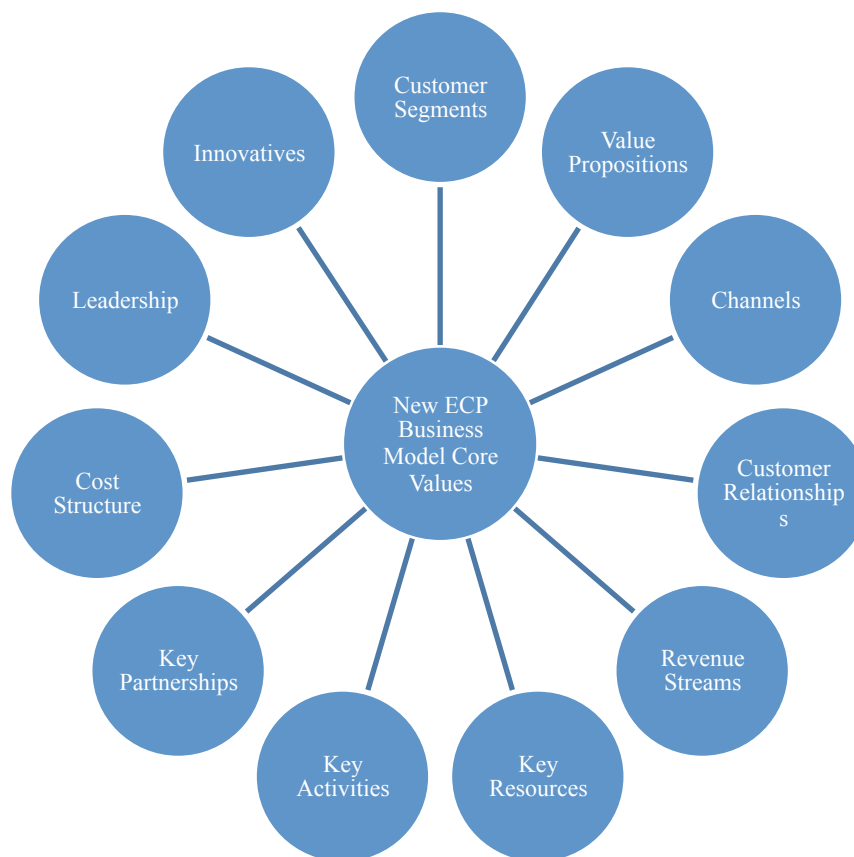 Customer
Segments
Value
Propositions
Channels
Customer
Relationship
s
Revenue
Streams
Key
Resources
Key
Activities
Key
Partnerships
Cost
Structure
Leadership
Innovatives
New ECP
Business
Model Core
Values